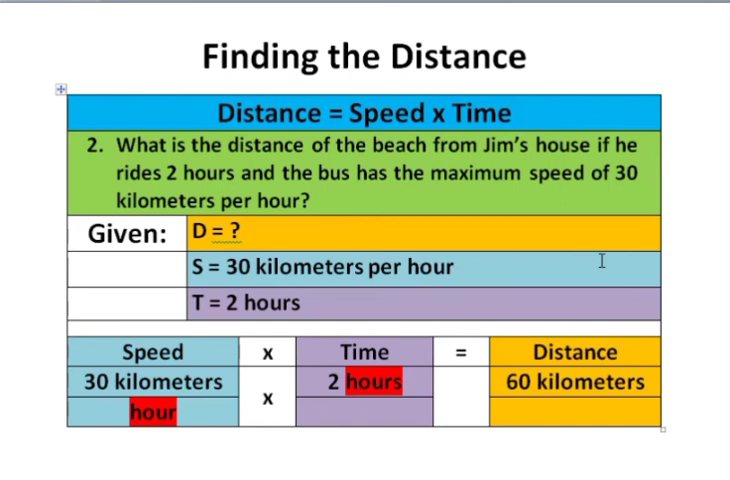 Finding the Distance
Distance = Speed x Time
2. What is the distance of the beach from Jim's house if he
rides 2 hours and the bus has the maximum speed of 30
kilometers per hour?
Given: D = ?
S = 30 kilometers per hour
T = 2 hours
Speed x Time = Distance
30 kilometers x 2 hours 60 kilometers
hour